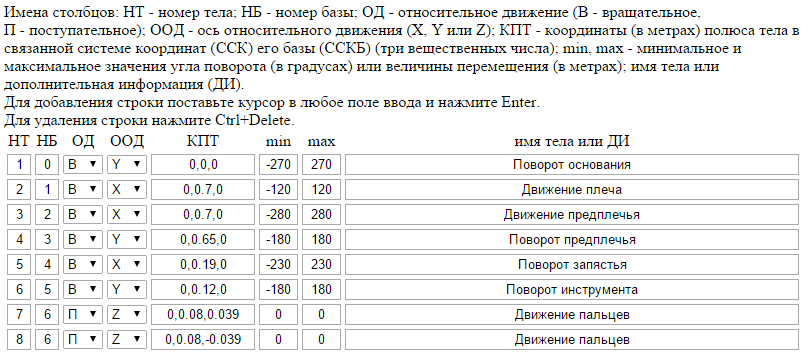 Имена столбцов: НТ - номер тела; НБ - номер базы; ОД - относительное движение (В - вращательное,
П - поступательное); ООД - ось относительного движения (X, Y или Z); КПТ - координаты (в метрах) полюса тела в
связанной системе координат (ССК) его базы (ССКБ) (три вещественных числа); min, max - минимальное и
максимальное значения угла поворота (в градусах) или величины перемещения (в метрах); имя тела или
дополнительная информация (ДИ).
Для добавления строки поставьте курсор в любое поле ввода и нажмите Enter.
Для удаления строки нажмите Ctrl+Delete.
НТ НБ ОД ООД КПТ min max имя тела или ДИ
1 0 В Y 0,0,0 -270 270 Поворот основания
2 1 В X 0,0.7,0 -120 120 Движение плеча
3 2 В X 0,0.7,0 -280 280 Движение предплечья
4 3 В Y 0,0.65,0 -180 180 Поворот предплечья
5 4 В X 0,0.19,0 -230 230 Поворот запястья
6 5 В Y 0,0.12,0 -180 180 Поворот инструмента
7 6 П Z 0,0.08,0.039 0 0 Движение пальцев
8 6 П Z 0,0.08,-0.039 0 0 Движение пальцев